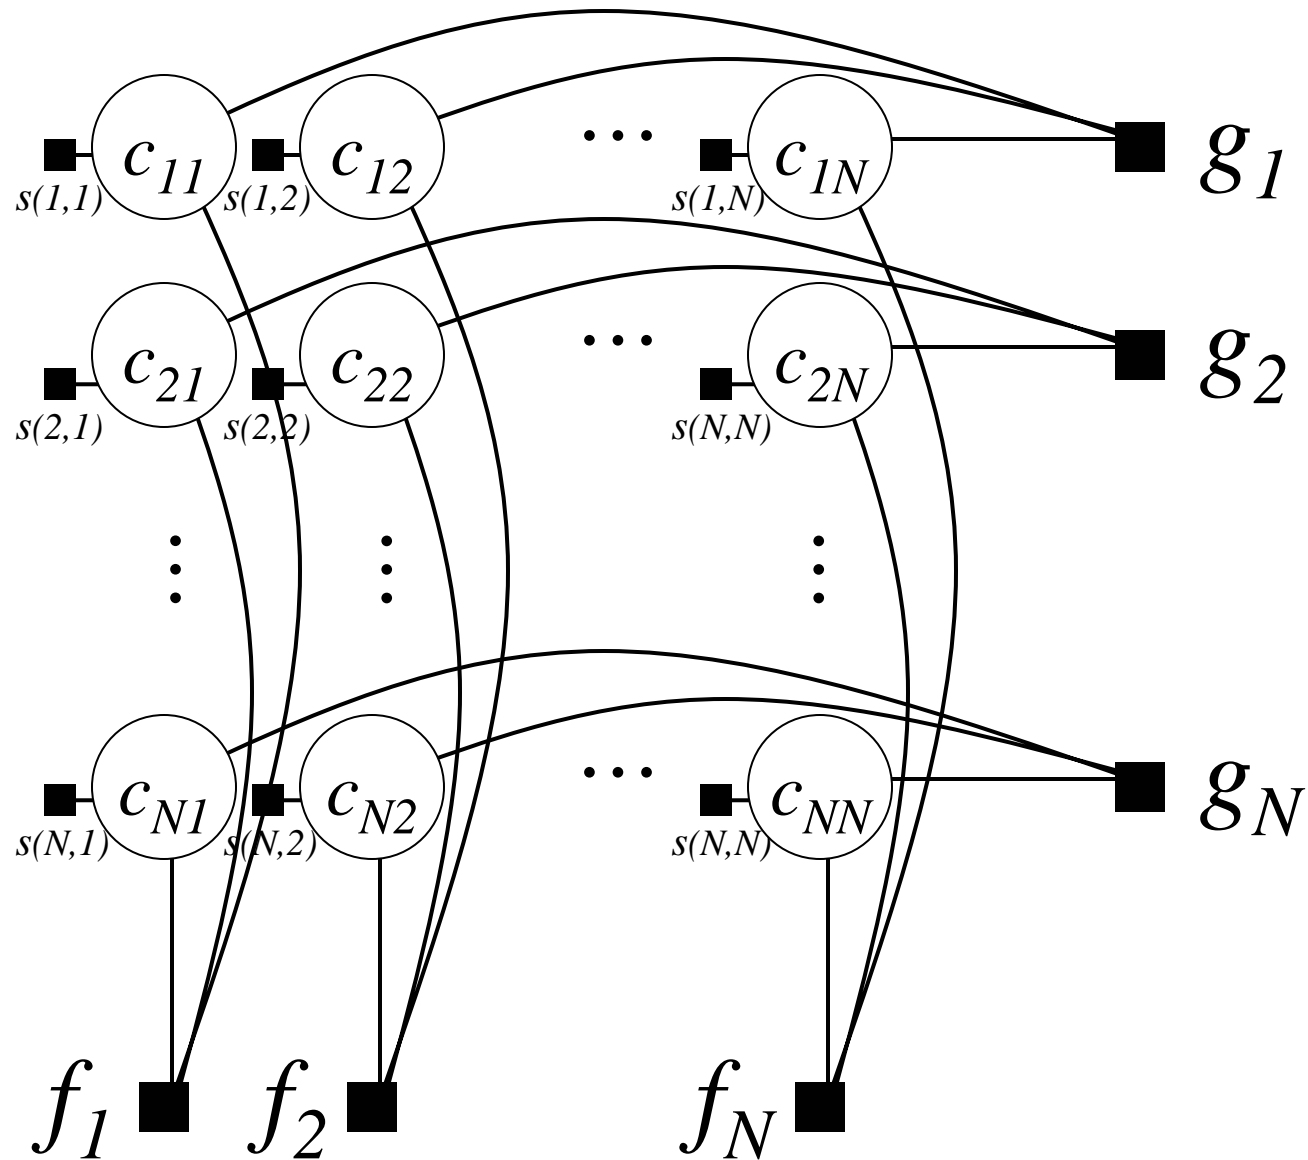 c11 c12 ... c1N g1
s(1,1) s(1,2) s(1,N)
c21 c22 ... c2N g2
s(2,1) s(2,2) s(N,N)
cN1 cN2 ... cNN gN
s(N,1) s(N,2) s(N,N)
f1 f2 fN